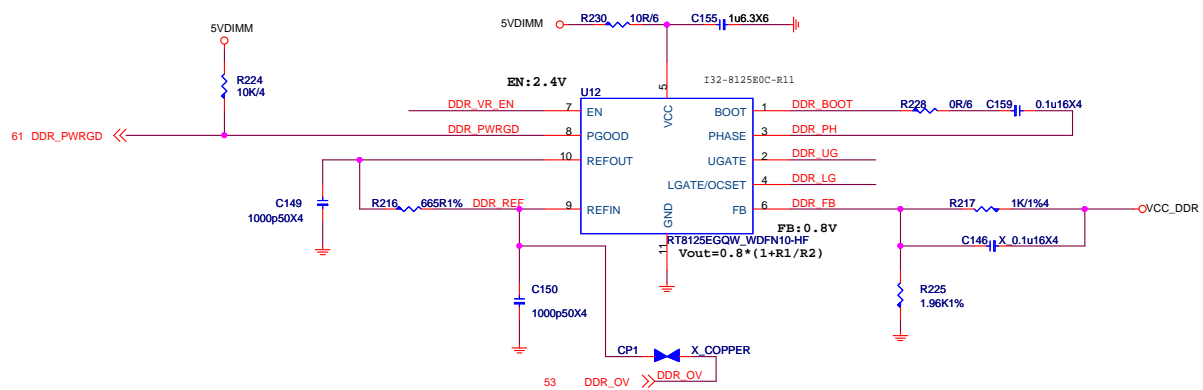 5VDIMM
R230
10R/6
C155
1u6.3X6
5VDIMM
R224
10K/4
EN:2.4V
I32-8125E0C-R11
U12
5
VCC
DDR_VR_EN
7
EN
BOOT
1
DDR_BOOT
R228
0R/6
C159
0.1u16X4
61
DDR_PWRGD
DDR_PWRGD
8
PGOOD
PHASE
3
DDR_PH
10
REFOUT
UGATE
2
DDR_UG
LGATE/OCSET
4
DDR_LG
C149
1000p50X4
R216
665R1%
DDR_REF
9
REFIN
GND
FB
6
DDR_FB
R217
1K/1%4
VCC_DDR
11
FB:0.8V
RT8125EGQW_WDFN10-HF
Vout=0.8*(1+R1/R2)
C146
X_0.1u16X4
C150
1000p50X4
R225
1.96K1%
CP1
X_COPPER
53
DDR_OV
DDR_OV